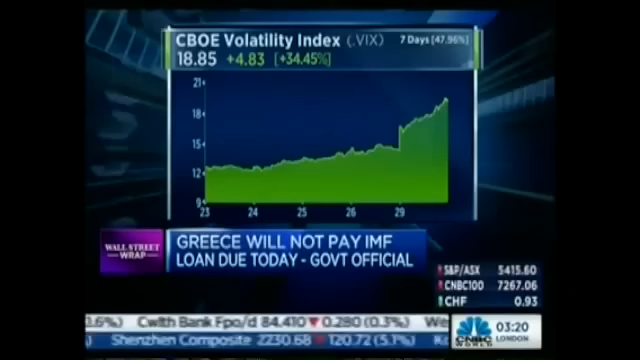 CBOE Volatility Index (.VIX) 7 Days [47.96%]
18.85 +4.83 [+34.45%]
21
18
15
12
9
23 24 25 26 29
WALL STREET
WRAP
GREECE WILL NOT PAY IMF
LOAN DUE TODAY - GOVT OFFICIAL
S&P/ASX 5415.60
CNBC100 7267.06
CHF 0.93
Cwlth Bank Fpo/d 84.410 ▼ 0.280 (0.3%) We
Shenzhen Composite 2230.68 ▼ 120.72 (5.1%)
CNBC
WORLD
03:20
LONDON